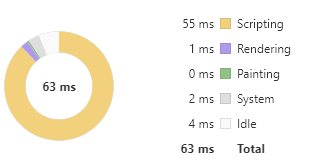 63 ms
55 ms Scripting
1 ms Rendering
0 ms Painting
2 ms System
4 ms Idle
63 ms Total